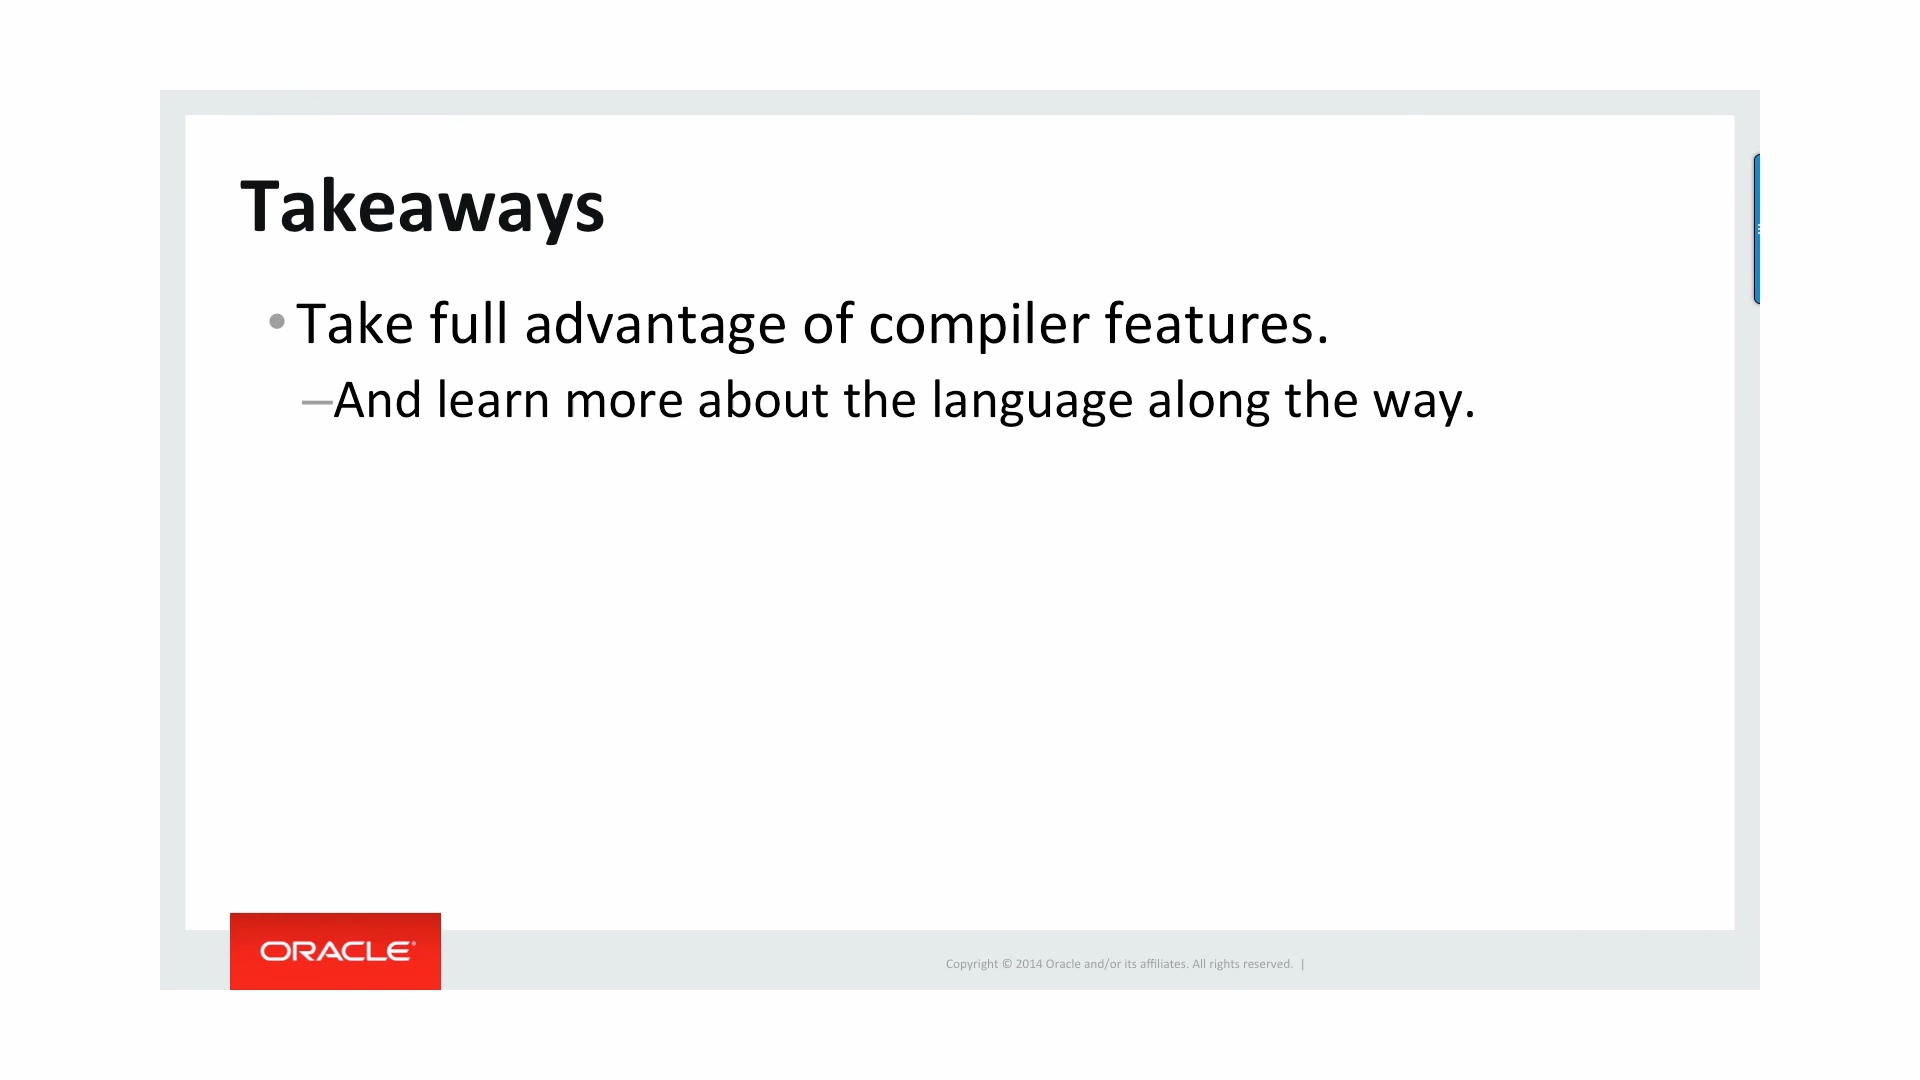 Takeaways
• Take full advantage of compiler features.
–And learn more about the language along the way.
ORACLE®
Copyright © 2014 Oracle and/or its affiliates. All rights reserved. |